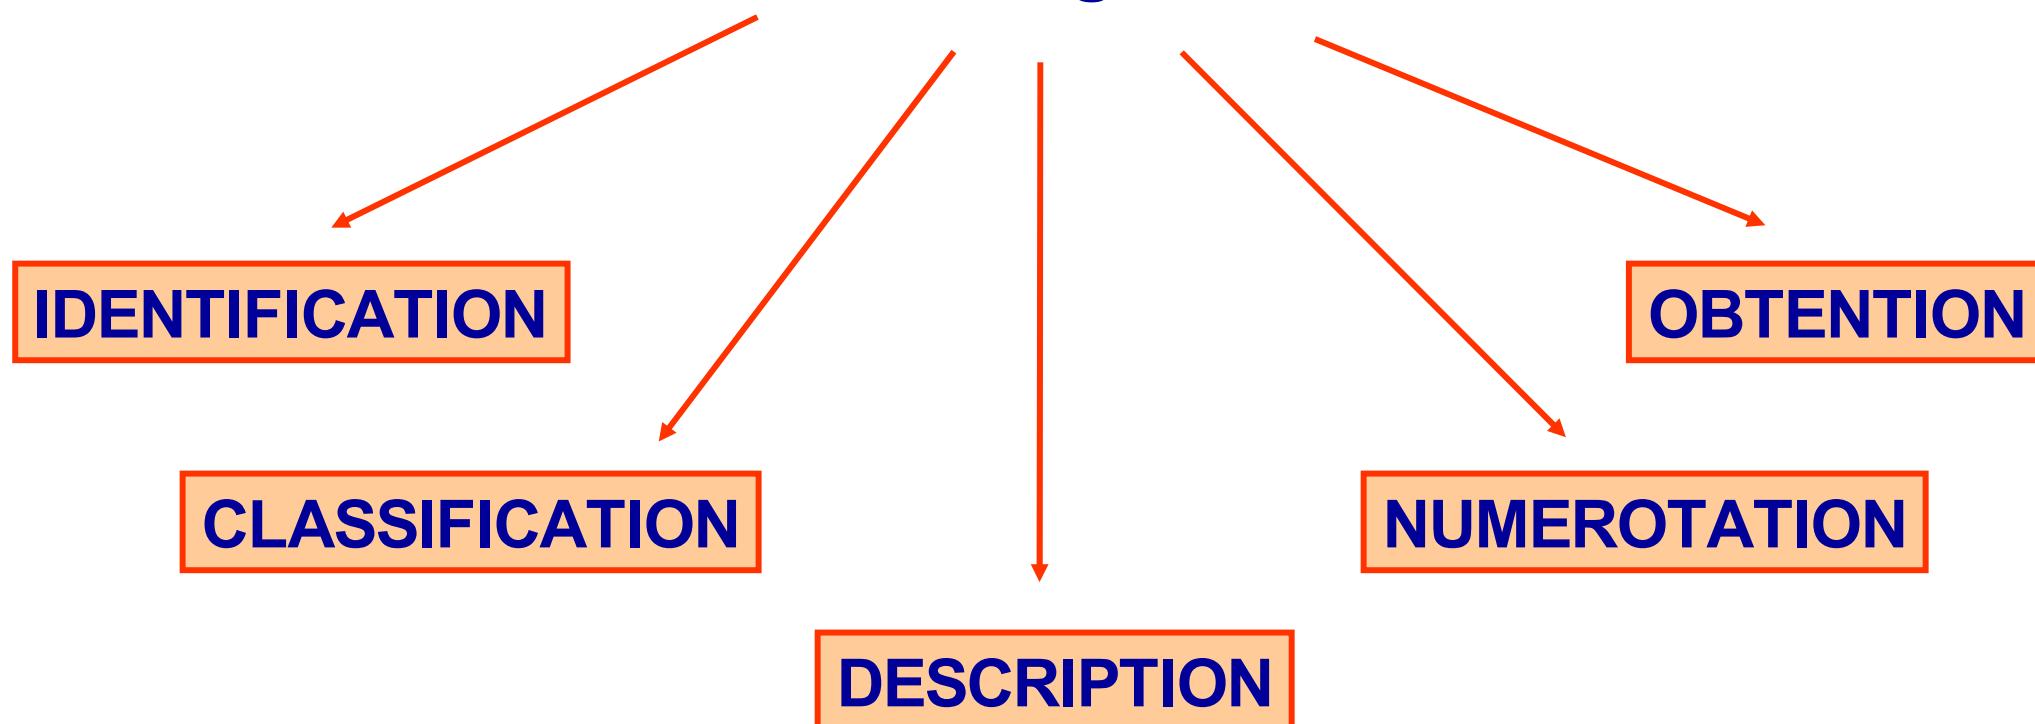 IDENTIFICATION
OBTENTION
CLASSIFICATION
NUMEROTATION
DESCRIPTION